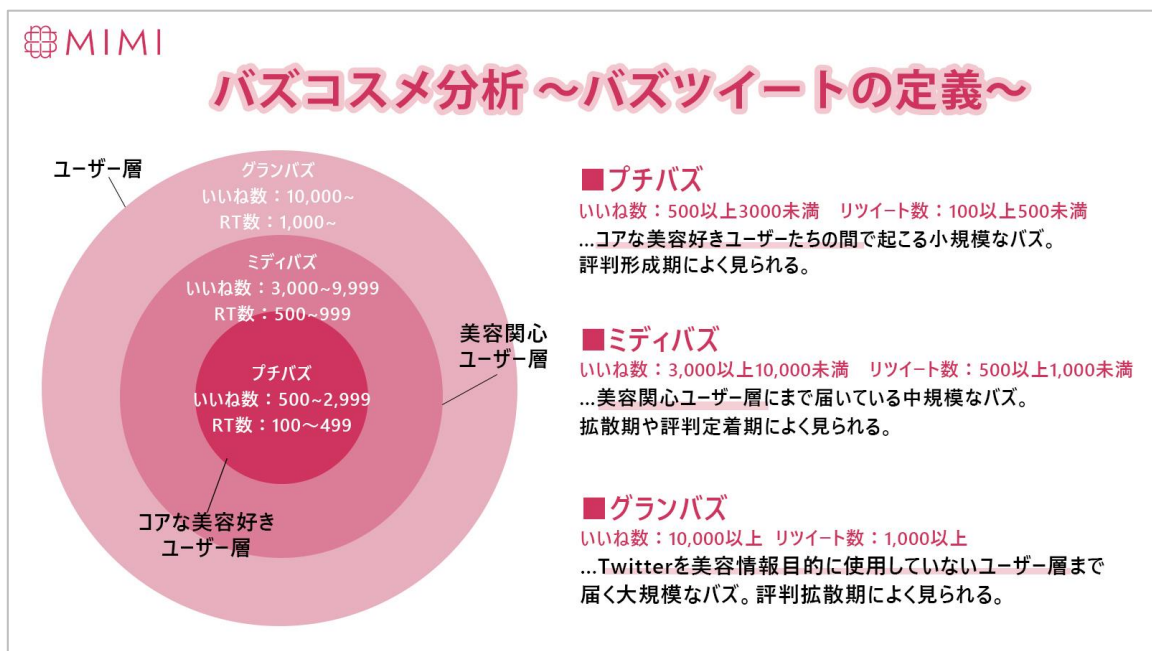 MIMI
バズコスメ分析 ~バズツイートの定義~
ユーザー層
グランバズ
いいね数：10,000~
RT数：1,000~
ミディバズ
いいね数：3,000~9,999
RT数：500~999
美容関心
ユーザー層
プチバズ
いいね数：500~2,999
RT数：100～499
コアな美容好き
ユーザー層
■プチバズ
いいね数：500以上3000未満　リツイート数：100以上500未満
...コアな美容好きユーザーたちの間で起こる小規模なバズ。
評判形成期によく見られる。
■ミディバズ
いいね数：3,000以上10,000未満　リツイート数：500以上1,000未満
...美容関心ユーザー層にまで届いている中規模なバズ。
拡散期や評判定着期によく見られる。
■グランバズ
いいね数：10,000以上　リツイート数：1,000以上
...Twitterを美容情報目的に使用していないユーザー層まで
届く大規模なバズ。評判拡散期によく見られる。